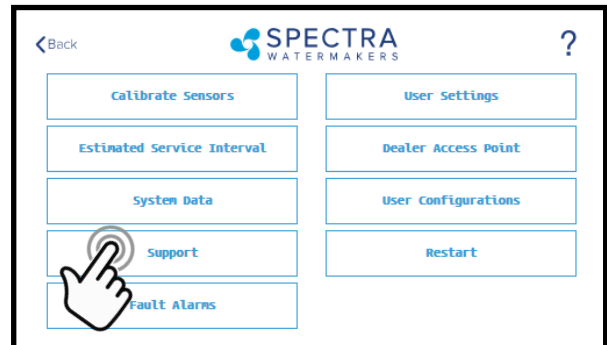 Back
SPECTRA
WATERMAKERS
?
Calibrate Sensors
User Settings
Estimated Service Interval
Dealer Access Point
System Data
User Configurations
Support
Restart
Fault Alarms